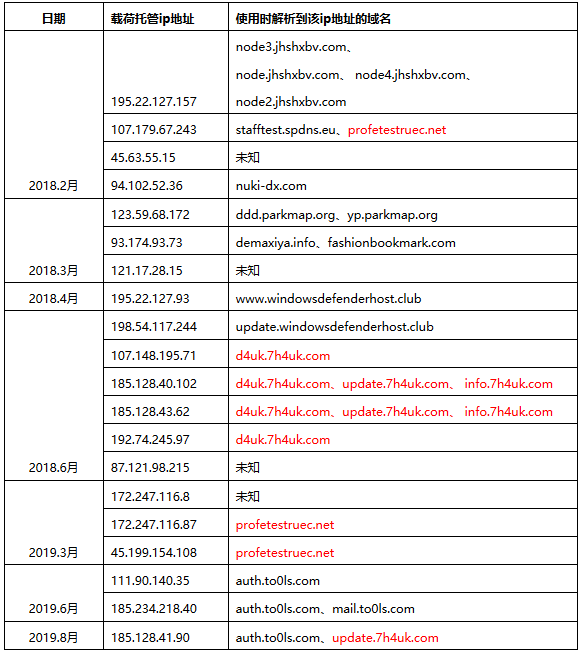 日期 载荷托管ip地址 使用时解析到该ip地址的域名
node3.jhshxbv.com、
node.jhshxbv.com、 node4.jhshxbv.com、
195.22.127.157 node2.jhshxbv.com
107.179.67.243 stafftest.spdns.eu、profetestruec.net
45.63.55.15 未知
2018.2月 94.102.52.36 nuki-dx.com
123.59.68.172 ddd.parkmap.org、yp.parkmap.org
93.174.93.73 demaxiya.info、fashionbookmark.com
2018.3月 121.17.28.15 未知
2018.4月 195.22.127.93 www.windowsdefenderhost.club
198.54.117.244 update.windowsdefenderhost.club
107.148.195.71 d4uk.7h4uk.com
185.128.40.102 d4uk.7h4uk.com、update.7h4uk.com、 info.7h4uk.com
185.128.43.62 d4uk.7h4uk.com、update.7h4uk.com、 info.7h4uk.com
192.74.245.97 d4uk.7h4uk.com
2018.6月 87.121.98.215 未知
172.247.116.8 未知
172.247.116.87 profetestruec.net
2019.3月 45.199.154.108 profetestruec.net
111.90.140.35 auth.to0ls.com
2019.6月 185.234.218.40 auth.to0ls.com、mail.to0ls.com
2019.8月 185.128.41.90 auth.to0ls.com、update.7h4uk.com